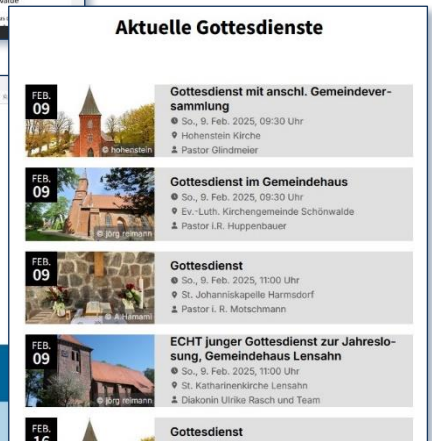 Aktuelle Gottesdienste
FEB.
09
© hohenstein
Gottesdienst mit anschl. Gemeindever-
sammlung
So., 9. Feb. 2025, 09:30 Uhr
Hohenstein Kirche
Pastor Glindmeier
FEB.
09
© jörg reimann
Gottesdienst im Gemeindehaus
So., 9. Feb. 2025, 09:30 Uhr
Ev.-Luth. Kirchengemeinde Schönwalde
Pastor i.R. Huppenbauer
FEB.
09
© A.Hamami
Gottesdienst
So., 9. Feb. 2025, 11:00 Uhr
St. Johanniskapelle Harmsdorf
Pastor i. R. Motschmann
FEB.
09
© jörg reimann
ECHT junger Gottesdienst zur Jahreslo-
sung, Gemeindehaus Lensahn
So., 9. Feb. 2025, 11:00 Uhr
St. Katharinenkirche Lensahn
Diakonin Ulrike Rasch und Team
FEB.
16
Gottesdienst